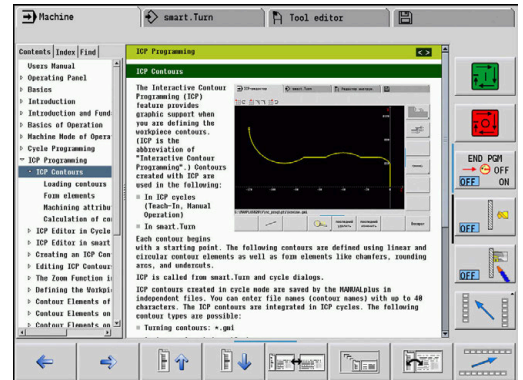 Machine
smart.Turn
Tool editor
Contents Index Find
Users Manual
Operating Panel
Basics
Introduction
Introduction and Fund
Basics of Operation
Machine Mode of Opera
Cycle Programming
ICP Programming
ICP Contours
Loading contours
Form elements
Machining attribu
Calculation of co
ICP Editor in Cycle
ICP Editor in smart
Creating an ICP Con
Editing ICP Contour
The Zoom Function i
Defining the Workpi
Contour Elements of
Contour Elements on
Contour Elements on
ICP Programming
ICP Contours
The Interactive Contour
Programming (ICP)
feature provides
graphic support when
you are defining the
workpiece contours.
(ICP is the
abbreviation of
"Interactive Contour
Programming".) Contours
created with ICP are
used in the following:
In ICP cycles
(Teach-In, Manual
Operation)
In smart.Turn
Each contour begins
with a starting point. The following contours are defined using linear and
circular contour elements as well as form elements like chamfers, rounding
arcs, and undercuts.
ICP is called from smart.Turn and cycle dialogs.
ICP contours created in cycle mode are saved by the MANUALplus in
independent files. You can enter file names (contour names) with up to 40
characters. The ICP contours are integrated in ICP cycles. The following
contour types are possible:
Turning contours: *.gmi
END PGM
OFF
OFF ON
OFF
OFF